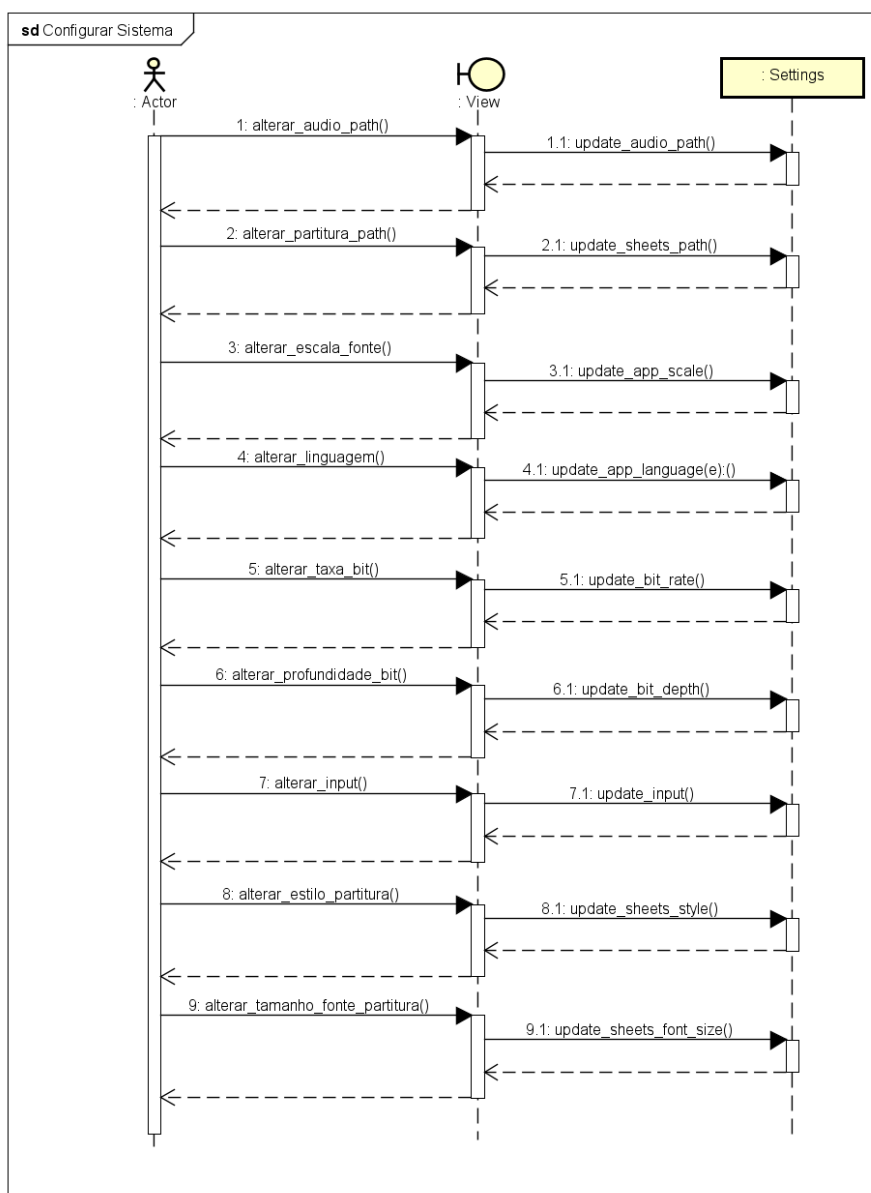 sd Configurar Sistema
: Actor
: View
: Settings
1: alterar_audio_path()
1.1: update_audio_path()
2: alterar_partitura_path()
2.1: update_sheets_path()
3: alterar_escala_fonte()
3.1: update_app_scale()
4: alterar_linguagem()
4.1: update_app_language(e):()
5: alterar_taxa_bit()
5.1: update_bit_rate()
6: alterar_profundidade_bit()
6.1: update_bit_depth()
7: alterar_input()
7.1: update_input()
8: alterar_estilo_partitura()
8.1: update_sheets_style()
9: alterar_tamanho_fonte_partitura()
9.1: update_sheets_font_size()